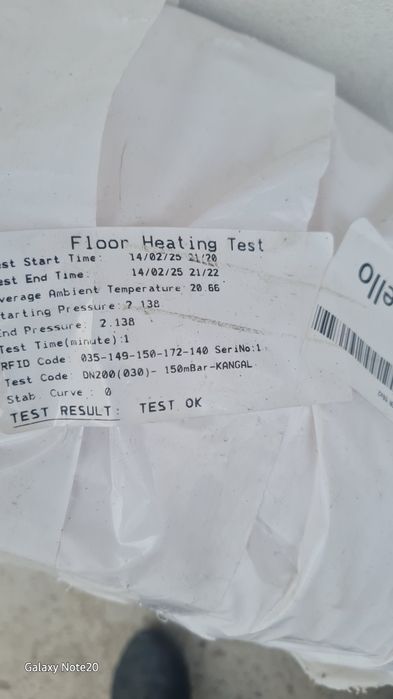 Floor Heating Test
est Start Time: 14/02/25 21:20
est End Time: 14/02/25 21/22
verage Ambient Temperature 20.66
tarting Pressure: 2.138
End Pressure: 2.138
Test Time(minute):1
RFID Code: 035-149-150-172-140 SeriNo:1
Test Code: DN200(030)- 150mBar-KANGAL
Stab. Curve : 0
TEST RESULT: TEST OK
ello
Galaxy Note20